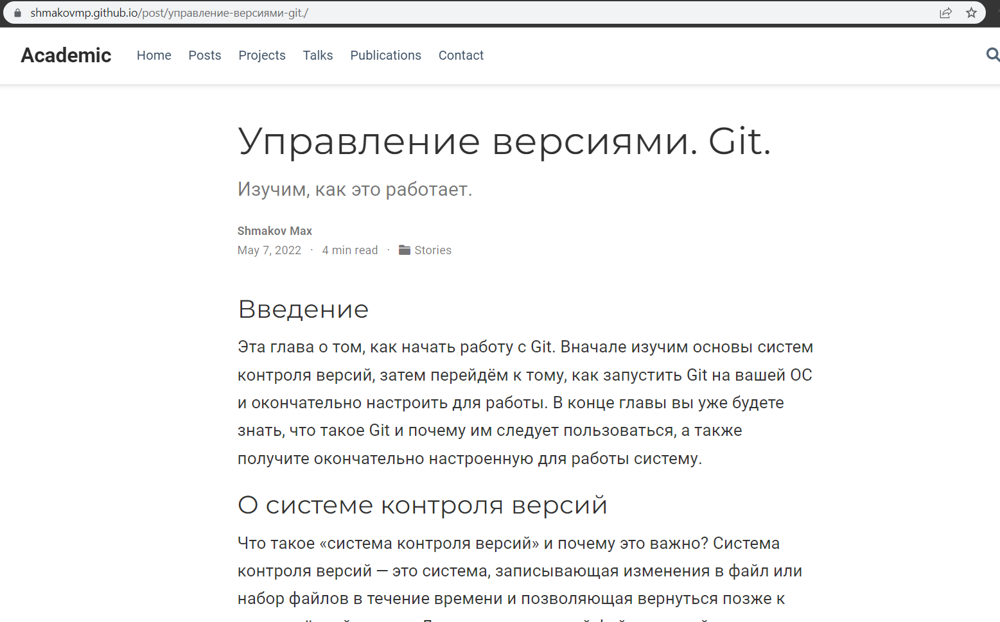 shmakovmp.github.io/post/управление-версиями-git./
Academic Home Posts Projects Talks Publications Contact
Управление версиями. Git.
Изучим, как это работает.
Shmakov Max
May 7, 2022 · 4 min read · Stories
Введение
Эта глава о том, как начать работу с Git. Вначале изучим основы систем
контроля версий, затем перейдём к тому, как запустить Git на вашей ОС
и окончательно настроить для работы. В конце главы вы уже будете
знать, что такое Git и почему им следует пользоваться, а также
получите окончательно настроенную для работы систему.
О системе контроля версий
Что такое «система контроля версий» и почему это важно? Система
контроля версий — это система, записывающая изменения в файл или
набор файлов в течение времени и позволяющая вернуться позже к